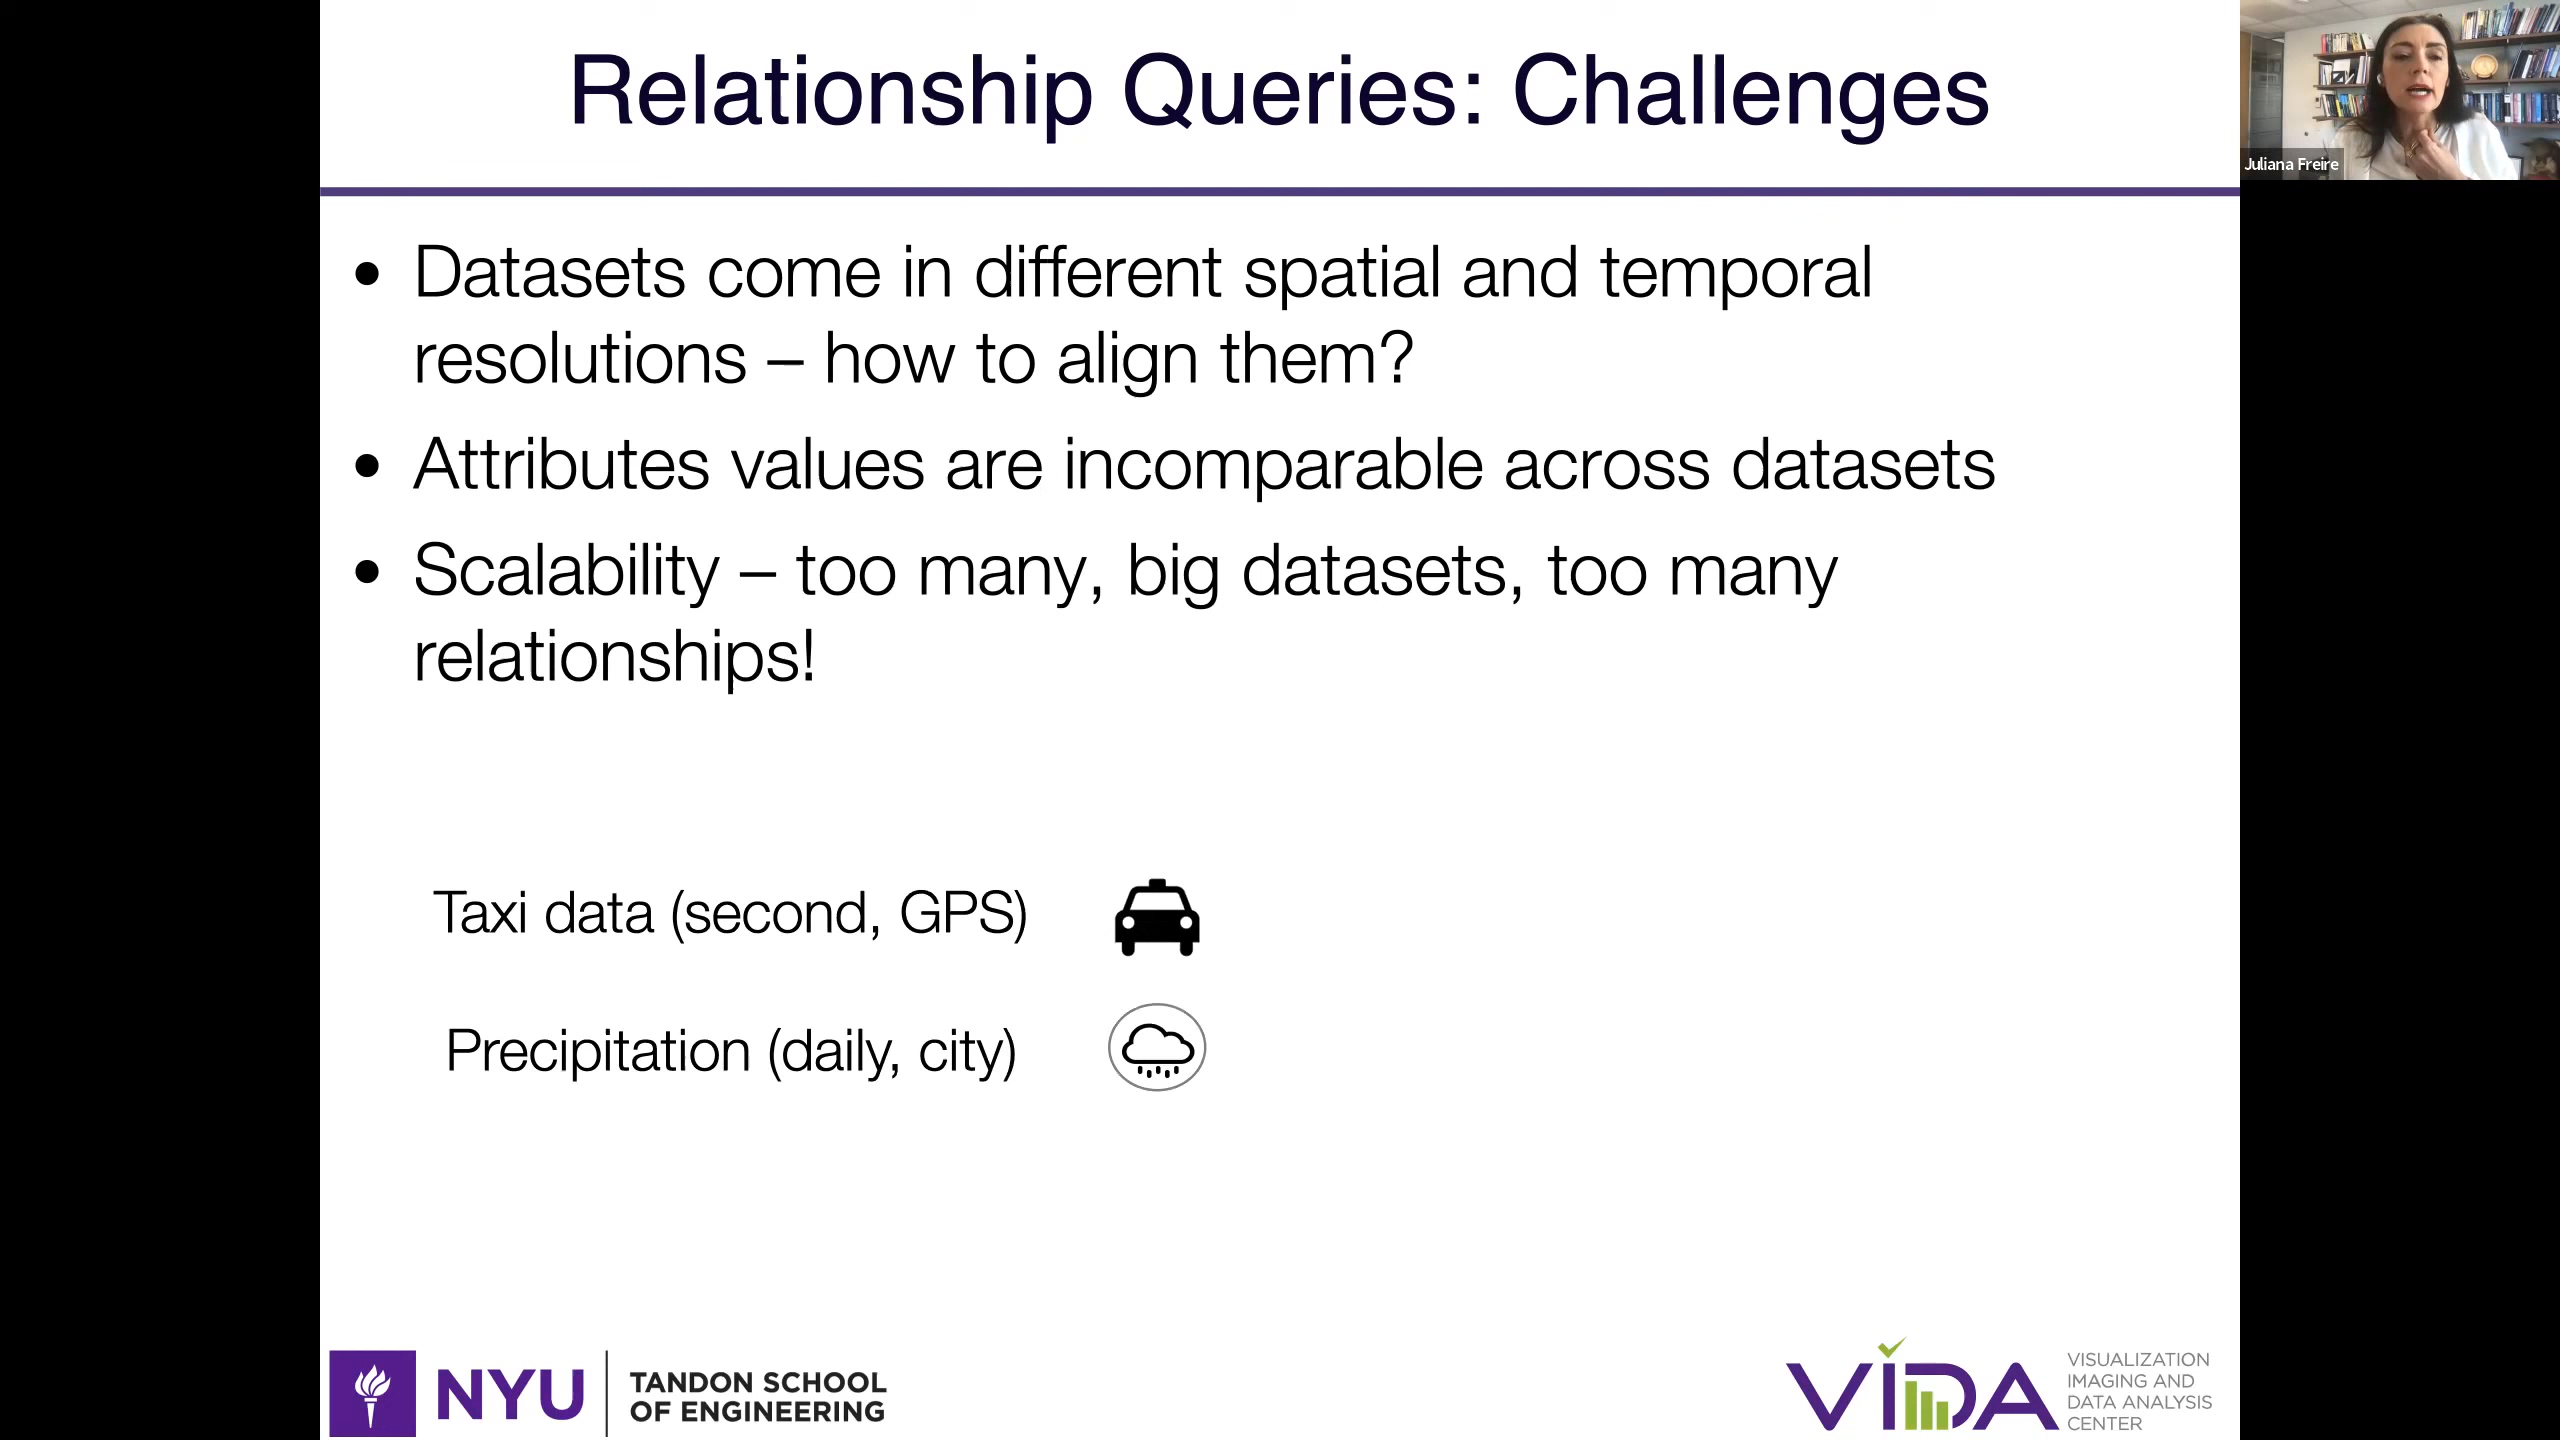 Relationship Queries: Challenges
Juliana Freire
• Datasets come in different spatial and temporal
resolutions – how to align them?
• Attributes values are incomparable across datasets
• Scalability – too many, big datasets, too many
relationships!
Taxi data (second, GPS)
Precipitation (daily, city)
NYU
TANDON SCHOOL
OF ENGINEERING
VIDA
VISUALIZATION
IMAGING AND
DATA ANALYSIS
CENTER